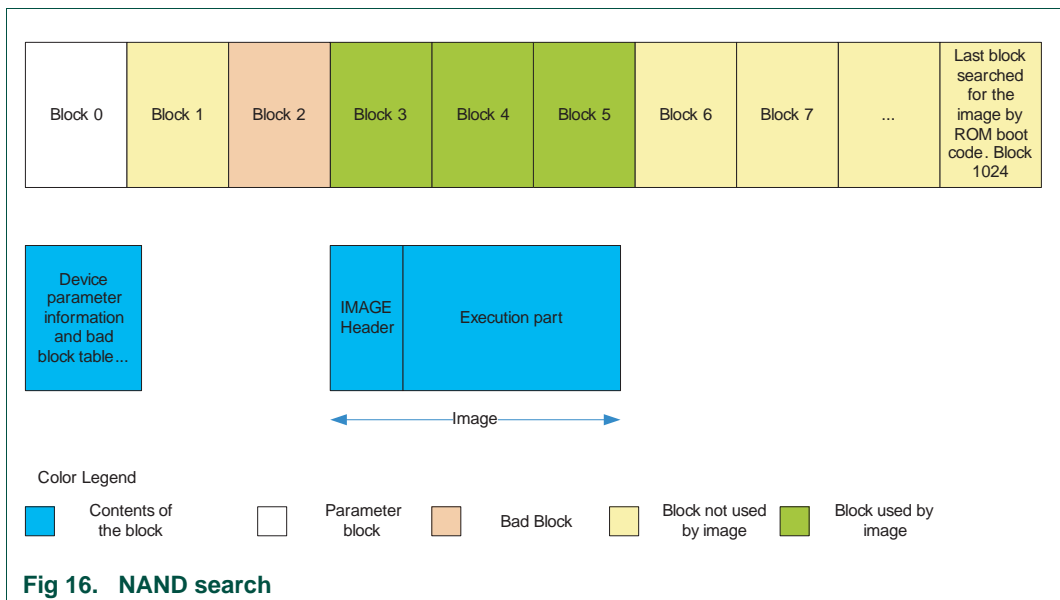 Block 0
Block 1
Block 2
Block 3
Block 4
Block 5
Block 6
Block 7
...
Last block
searched
for the
image by
ROM boot
code. Block
1024
Device
parameter
information
and bad
block table...
IMAGE
Header
Execution part
Image
Color Legend
Contents of
the block
Parameter
block
Bad Block
Block not used
by image
Block used by
image
Fig 16. NAND search